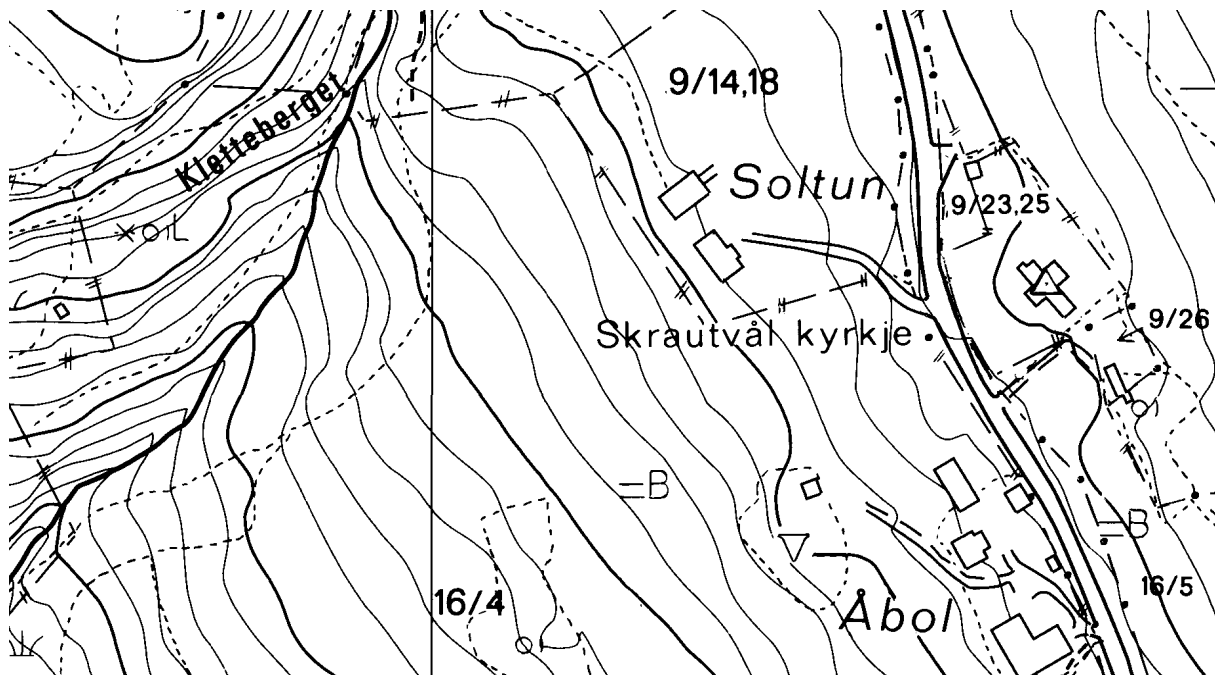 9/14,18
Kletteberget
Soltun
9/23,25
Skrautvål kyrkje
9/26
B
B
16/5
16/4
Åbol